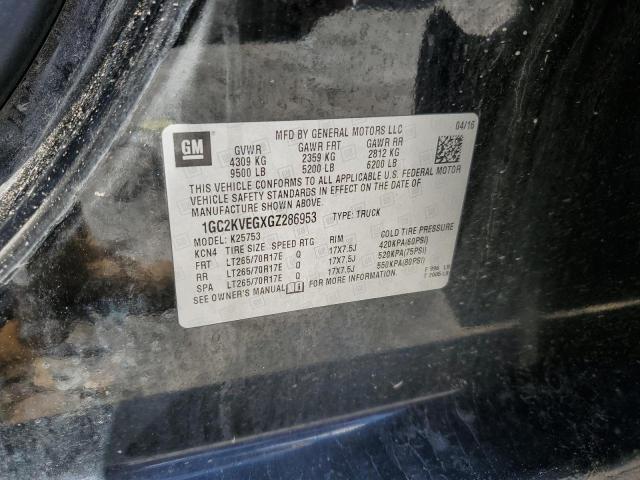 GM
MFD BY GENERAL MOTORS LLC
04/16
GVWR GAWR FRT GAWR RR
4309 KG 2359 KG 2812 KG
9500 LB 5200 LB 6200 LB
THIS VEHICLE CONFORMS TO ALL APPLICABLE U.S. FEDERAL MOTOR
VEHICLE SAFETY STANDARDS IN EFFECT ON THE DATE OF
MANUFACTURE SHOWN ABOVE.
1GC2KVEGXGZ286953 TYPE: TRUCK
MODEL: K25753
KCN4 TIRE SIZE SPEED RTG RIM COLD TIRE PRESSURE
FRT LT265/70R17E Q 17X7.5J 420KPA(60PSI)
RR LT265/70R17E Q 17X7.5J 520KPA(75PSI)
SPA LT265/70R17E Q 17X7.5J 550KPA(80PSI)
SEE OWNER'S MANUAL FOR MORE INFORMATION.